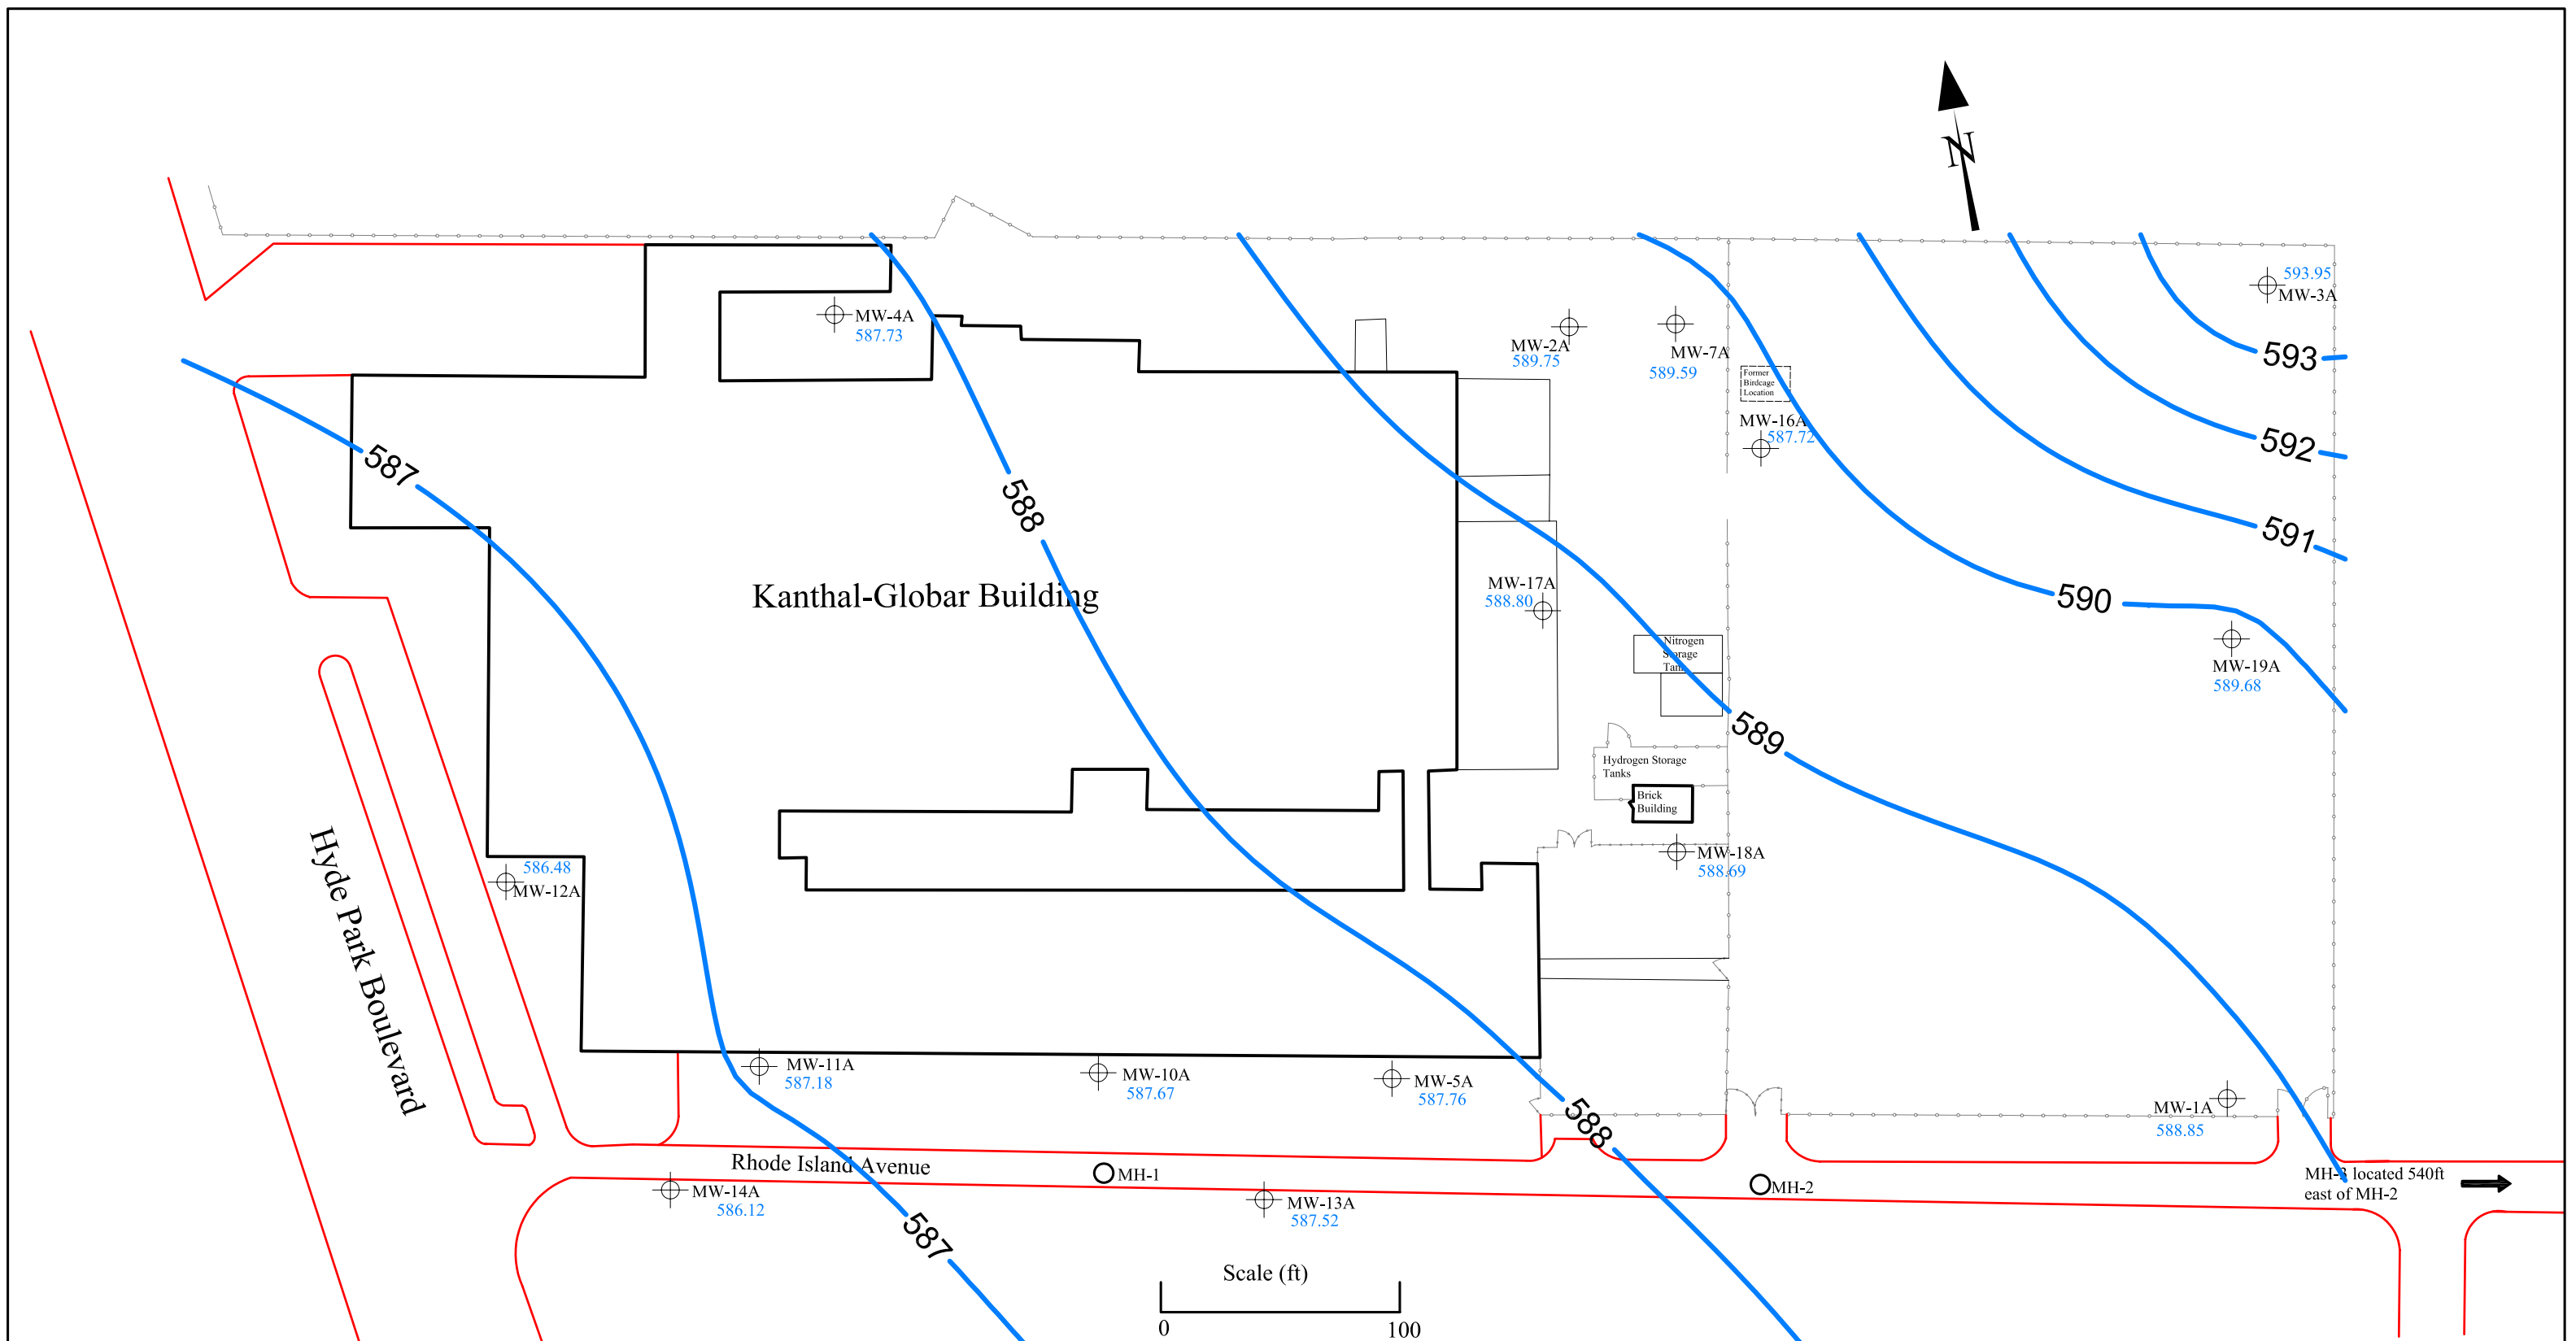 N
593.95
MW-3A
MW-4A
587.73
MW-2A
589.75
MW-7A
589.59
593
Former
Birdcage
Location
MW-16A
587.72
592
587
588
591
Kanthal-Globar Building
MW-17A
588.80
590
Nitrogen
Storage
Tank
MW-19A
589.68
589
Hydrogen Storage
Tanks
Brick
Building
Hyde Park Boulevard
586.48
MW-12A
MW-18A
588.69
MW-11A
587.18
MW-10A
587.67
MW-5A
587.76
588
MW-1A
588.85
Rhode Island Avenue
MH-1
MH-2
MH-3 located 540ft
east of MH-2
MW-14A
586.12
587
MW-13A
587.52
Scale (ft)
0
100